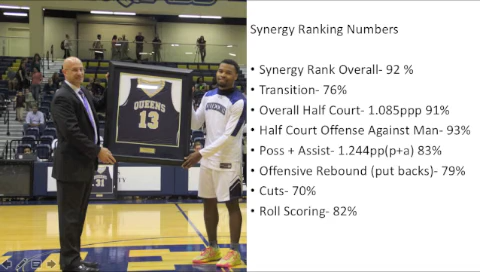 Synergy Ranking Numbers
• Synergy Rank Overall- 92 %
• Transition- 76%
• Overall Half Court- 1.085ppp 91%
• Half Court Offense Against Man- 93%
• Poss + Assist- 1.244pp(p+a) 83%
• Offensive Rebound (put backs)- 79%
• Cuts- 70%
• Roll Scoring- 82%
QUEENS
13
31